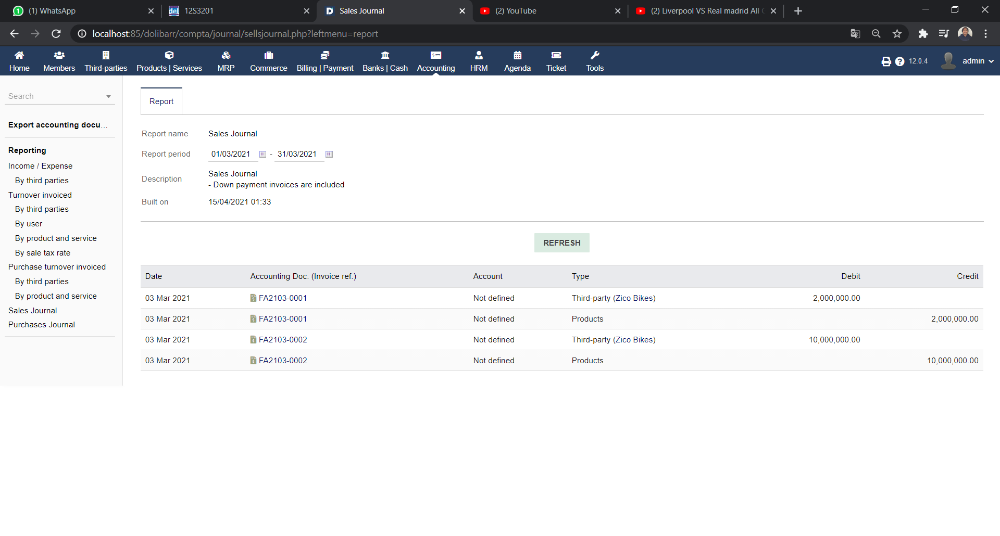 (1) WhatsApp
12S3201
Sales Journal
(2) YouTube
(2) Liverpool VS Real madrid All
localhost:85/dolibarr/compta/journal/sellsjournal.php?leftmenu=report
Home
Members
Third-parties
Products | Services
MRP
Commerce
Billing | Payment
Banks | Cash
Accounting
HRM
Agenda
Ticket
Tools
12.0.4
admin
Search
Export accounting docu...
Reporting
Income / Expense
By third parties
Turnover invoiced
By third parties
By user
By product and service
By sale tax rate
Purchase turnover invoiced
By third parties
By product and service
Sales Journal
Purchases Journal
Report
Report name Sales Journal
Report period 01/03/2021 - 31/03/2021
Description Sales Journal
- Down payment invoices are included
Built on 15/04/2021 01:33
REFRESH
Date Accounting Doc. (Invoice ref.) Account Type Debit Credit
03 Mar 2021 FA2103-0001 Not defined Third-party (Zico Bikes) 2,000,000.00
03 Mar 2021 FA2103-0001 Not defined Products 2,000,000.00
03 Mar 2021 FA2103-0002 Not defined Third-party (Zico Bikes) 10,000,000.00
03 Mar 2021 FA2103-0002 Not defined Products 10,000,000.00